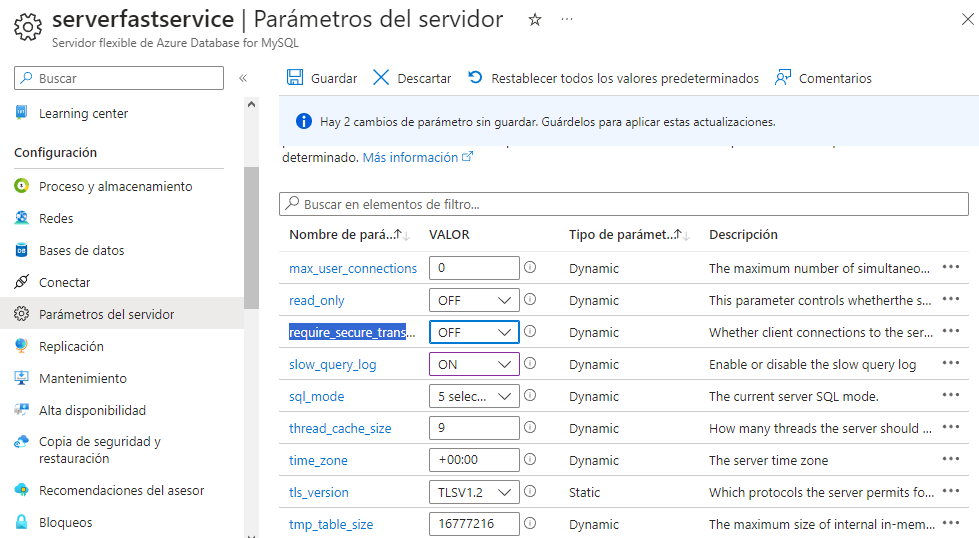 serverfastservice | Parámetros del servidor
Servidor flexible de Azure Database for MySQL
Buscar
Learning center
Configuración
Proceso y almacenamiento
Redes
Bases de datos
Conectar
Parámetros del servidor
Replicación
Mantenimiento
Alta disponibilidad
Copia de seguridad y
restauración
Recomendaciones del asesor
Bloqueos
Guardar Descartar Restablecer todos los valores predeterminados Comentarios
Hay 2 cambios de parámetro sin guardar. Guárdelos para aplicar estas actualizaciones.
determinado. Más información
Buscar en elementos de filtro...
Nombre de pará... VALOR Tipo de parámet... Descripción
max_user_connections 0 Dynamic The maximum number of simultaneo...
read_only OFF Dynamic This parameter controls whetherthe s...
require_secure_trans... OFF Dynamic Whether client connections to the ser...
slow_query_log ON Dynamic Enable or disable the slow query log
sql_mode 5 selec... Dynamic The current server SQL mode.
thread_cache_size 9 Dynamic How many threads the server should ...
time_zone +00:00 Dynamic The server time zone
tls_version TLSV1.2 Static Which protocols the server permits fo...
tmp_table_size 16777216 Dynamic The maximum size of internal in-mem...